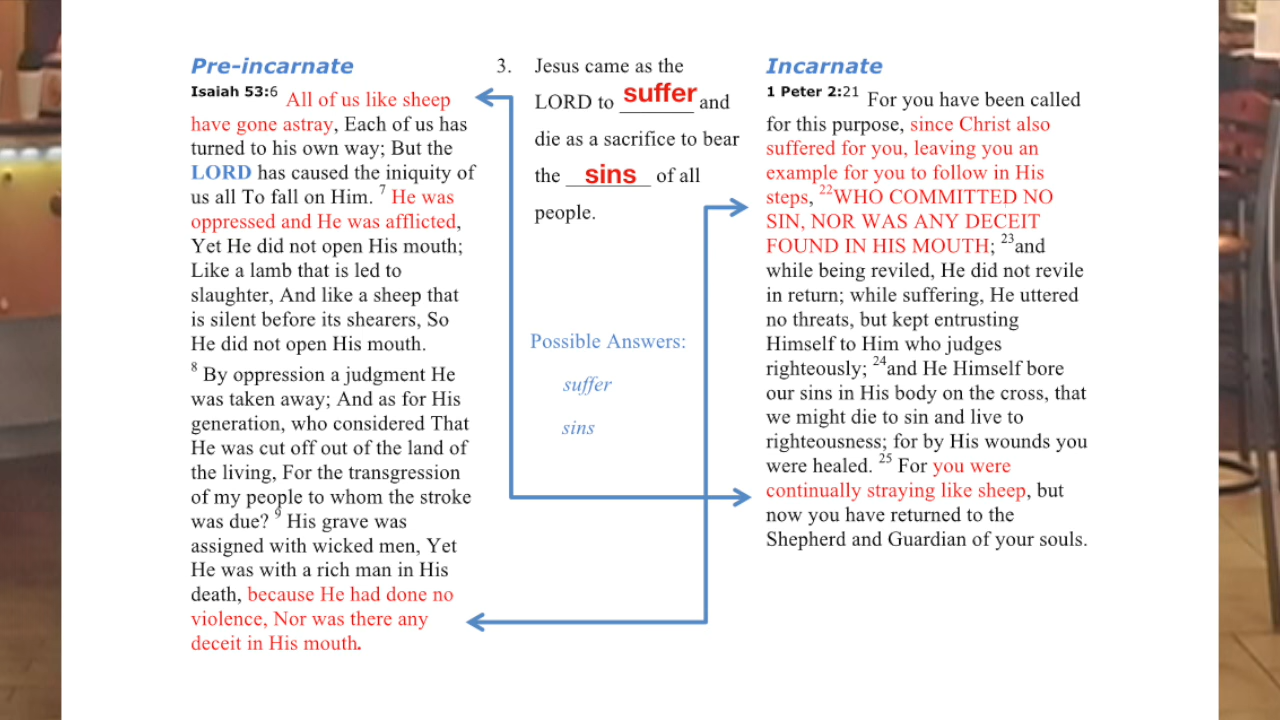 Pre-incarnate
Isaiah 53:6 All of us like sheep
have gone astray, Each of us has
turned to his own way; But the
LORD has caused the iniquity of
us all To fall on Him. 7 He was
oppressed and He was afflicted,
Yet He did not open His mouth;
Like a lamb that is led to
slaughter, And like a sheep that
is silent before its shearers, So
He did not open His mouth.
8 By oppression a judgment He
was taken away; And as for His
generation, who considered That
He was cut off out of the land of
the living, For the transgression
of my people to whom the stroke
was due? 9 His grave was
assigned with wicked men, Yet
He was with a rich man in His
death, because He had done no
violence, Nor was there any
deceit in His mouth.
3. Jesus came as the
LORD to suffer and
die as a sacrifice to bear
the sins of all
people.
Possible Answers:
suffer
sins
Incarnate
1 Peter 2:21 For you have been called
for this purpose, since Christ also
suffered for you, leaving you an
example for you to follow in His
steps, 22WHO COMMITTED NO
SIN, NOR WAS ANY DECEIT
FOUND IN HIS MOUTH; 23and
while being reviled, He did not revile
in return; while suffering, He uttered
no threats, but kept entrusting
Himself to Him who judges
righteously; 24and He Himself bore
our sins in His body on the cross, that
we might die to sin and live to
righteousness; for by His wounds you
were healed. 25 For you were
continually straying like sheep, but
now you have returned to the
Shepherd and Guardian of your souls.